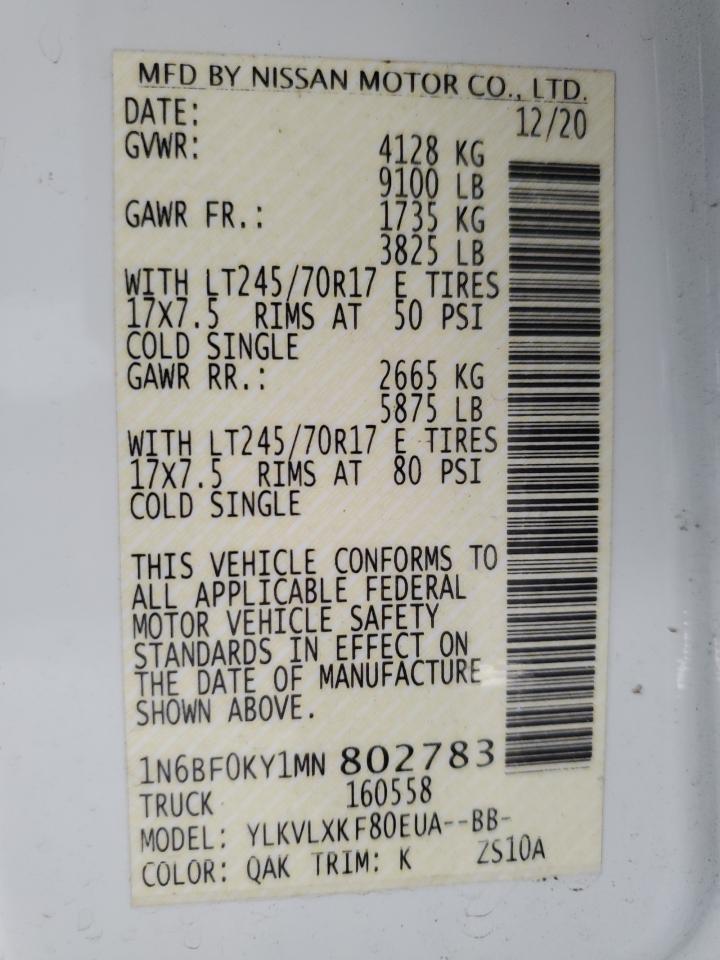 MFD BY NISSAN MOTOR CO., LTD.
DATE: 12/20
GVWR: 4128 KG
9100 LB
GAWR FR.: 1735 KG
3825 LB
WITH LT245/70R17 E TIRES
17X7.5 RIMS AT 50 PSI
COLD SINGLE
GAWR RR.: 2665 KG
5875 LB
WITH LT245/70R17 E TIRES
17X7.5 RIMS AT 80 PSI
COLD SINGLE
THIS VEHICLE CONFORMS TO
ALL APPLICABLE FEDERAL
MOTOR VEHICLE SAFETY
STANDARDS IN EFFECT ON
THE DATE OF MANUFACTURE
SHOWN ABOVE.
1N6BF0KY1MN 802783
TRUCK 160558
MODEL: YLKVLXKF80EUA--BB-
COLOR: QAK TRIM: K ZS10A